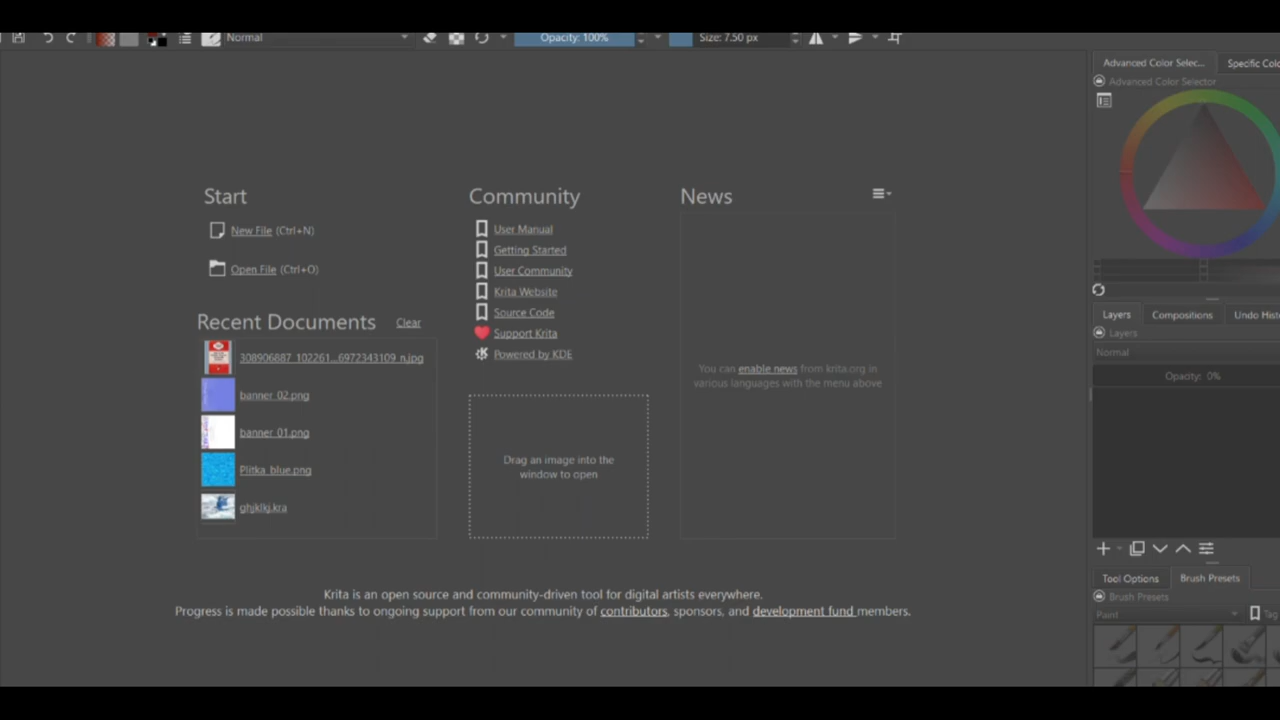 Normal
Opacity: 100%
Size: 7.50 px
Advanced Color Selec...
Specific Colo
Advanced Color Selector
Start
New File (Ctrl+N)
Open File (Ctrl+O)
Recent Documents
Clear
308906887_102261...6972343109_n.jpg
banner_02.png
banner_01.png
Plitka_blue.png
ghjklkj.kra
Community
User Manual
Getting Started
User Community
Krita Website
Source Code
Support Krita
Powered by KDE
Drag an image into the
window to open
News
You can enable news from krita.org in
various languages with the menu above
Krita is an open source and community-driven tool for digital artists everywhere.
Progress is made possible thanks to ongoing support from our community of contributors, sponsors, and development fund members.
Layers
Compositions
Undo Hist
Layers
Normal
Opacity: 0%
Tool Options
Brush Presets
Brush Presets
Paint
Tag